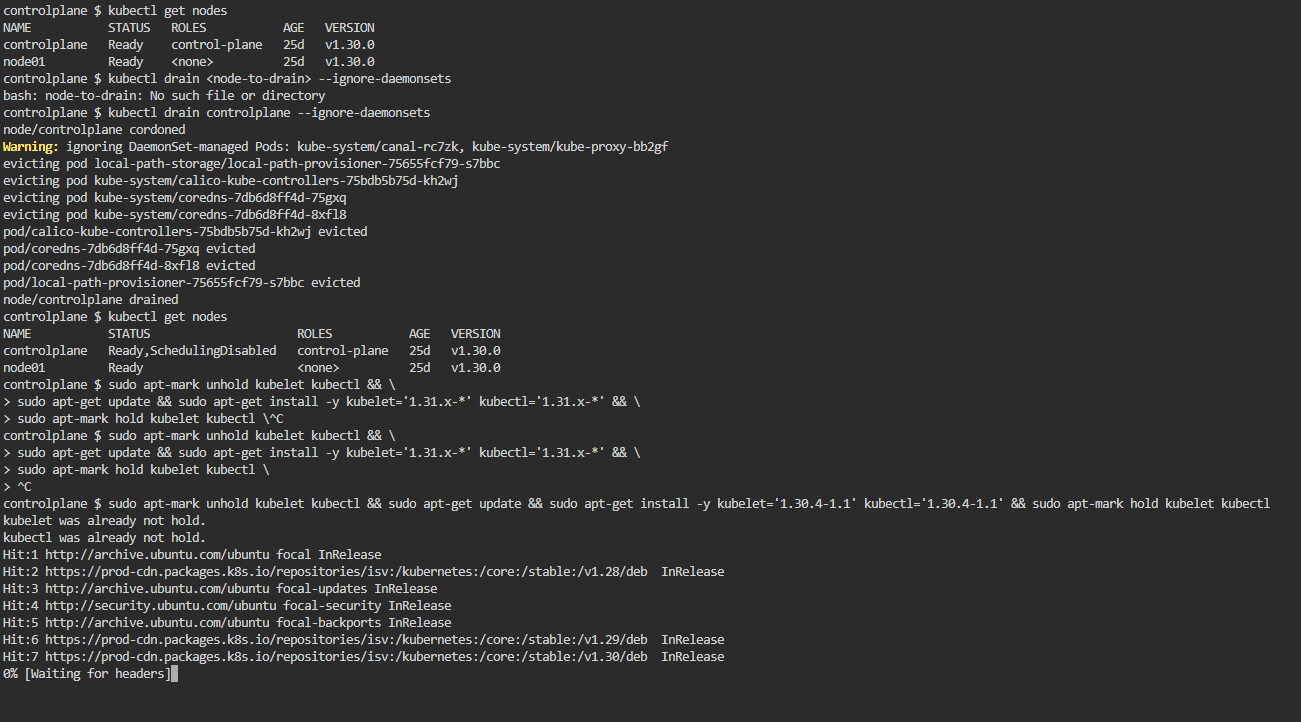 controlplane $ kubectl get nodes
NAME           STATUS   ROLES           AGE   VERSION
controlplane   Ready    control-plane   25d   v1.30.0
node01         Ready    <none>          25d   v1.30.0
controlplane $ kubectl drain <node-to-drain> --ignore-daemonsets
bash: node-to-drain: No such file or directory
controlplane $ kubectl drain controlplane --ignore-daemonsets
node/controlplane cordoned
Warning: ignoring DaemonSet-managed Pods: kube-system/canal-rc7zk, kube-system/kube-proxy-bb2gf
evicting pod local-path-storage/local-path-provisioner-75655fcf79-s7bbc
evicting pod kube-system/calico-kube-controllers-75bdb5b75d-kh2wj
evicting pod kube-system/coredns-7db6d8ff4d-75gxq
evicting pod kube-system/coredns-7db6d8ff4d-8xfl8
pod/calico-kube-controllers-75bdb5b75d-kh2wj evicted
pod/coredns-7db6d8ff4d-75gxq evicted
pod/coredns-7db6d8ff4d-8xfl8 evicted
pod/local-path-provisioner-75655fcf79-s7bbc evicted
node/controlplane drained
controlplane $ kubectl get nodes
NAME           STATUS                     ROLES           AGE   VERSION
controlplane   Ready,SchedulingDisabled   control-plane   25d   v1.30.0
node01         Ready                      <none>          25d   v1.30.0
controlplane $ sudo apt-mark unhold kubelet kubectl && \
> sudo apt-get update && sudo apt-get install -y kubelet='1.31.x-*' kubectl='1.31.x-*' && \
> sudo apt-mark hold kubelet kubectl \^C
controlplane $ sudo apt-mark unhold kubelet kubectl && \
> sudo apt-get update && sudo apt-get install -y kubelet='1.31.x-*' kubectl='1.31.x-*' && \
> sudo apt-mark hold kubelet kubectl \
> ^C
controlplane $ sudo apt-mark unhold kubelet kubectl && sudo apt-get update && sudo apt-get install -y kubelet='1.30.4-1.1' kubectl='1.30.4-1.1' && sudo apt-mark hold kubelet kubectl
kubelet was already not hold.
kubectl was already not hold.
Hit:1 http://archive.ubuntu.com/ubuntu focal InRelease
Hit:2 https://prod-cdn.packages.k8s.io/repositories/isv:/kubernetes:/core:/stable:/v1.28/deb  InRelease
Hit:3 http://archive.ubuntu.com/ubuntu focal-updates InRelease
Hit:4 http://security.ubuntu.com/ubuntu focal-security InRelease
Hit:5 http://archive.ubuntu.com/ubuntu focal-backports InRelease
Hit:6 https://prod-cdn.packages.k8s.io/repositories/isv:/kubernetes:/core:/stable:/v1.29/deb  InRelease
Hit:7 https://prod-cdn.packages.k8s.io/repositories/isv:/kubernetes:/core:/stable:/v1.30/deb  InRelease
0% [Waiting for headers]